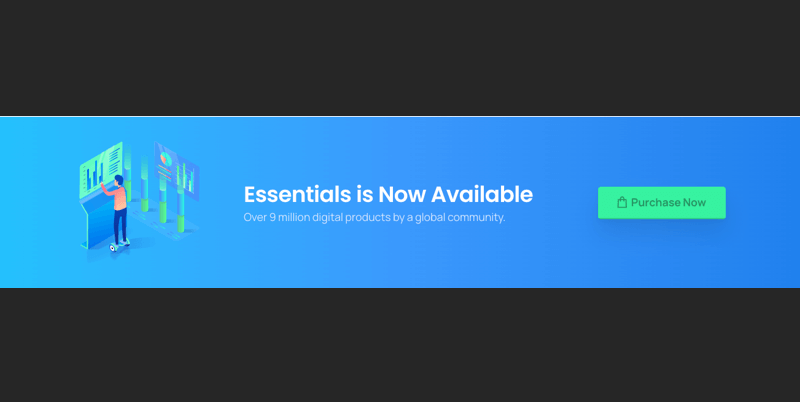 Essentials is Now Available
Over 9 million digital products by a global community.
Purchase Now